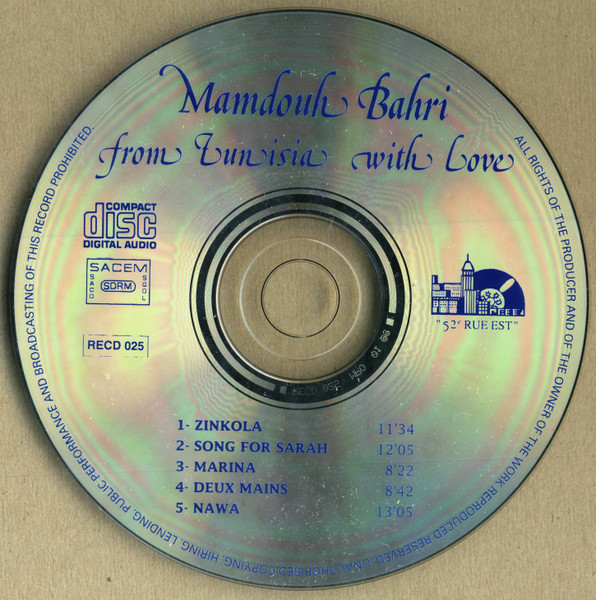 Mamdouh Bahri
from Tunisia with Love
COMPACT
disc
DIGITAL AUDIO
SACEM
SACD
SDRM
SGDL
RECD 025
"52e RUE EST"
1- ZINKOLA 11'34
2- SONG FOR SARAH 12'05
3- MARINA 8'22
4- DEUX MAINS 8'42
5- NAWA 13'05
ALL RIGHTS OF THE PRODUCER AND OF THE OWNER OF THE WORK REPRODUCED RESERVED. UNAUTHORISED COPYING, HIRING, LENDING, PUBLIC PERFORMANCE AND BROADCASTING OF THIS RECORD PROHIBITED.